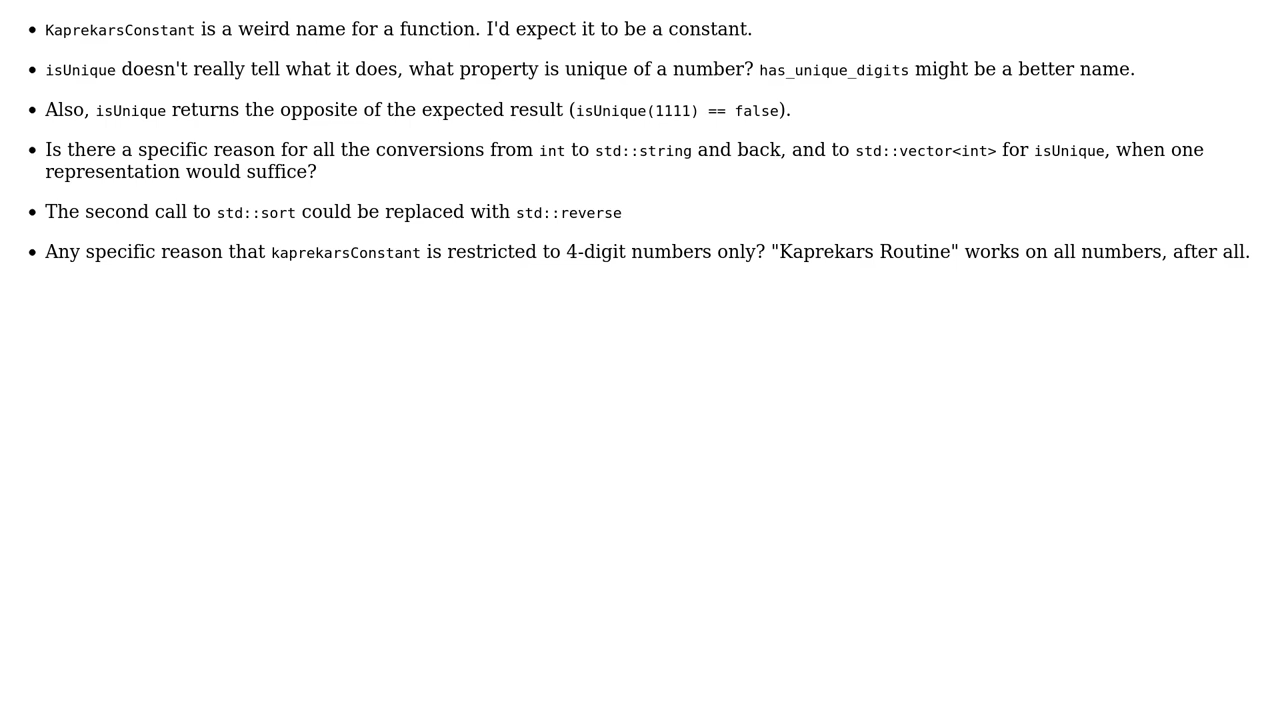 KaprekarsConstant is a weird name for a function. I'd expect it to be a constant.
isUnique doesn't really tell what it does, what property is unique of a number? has_unique_digits might be a better name.
Also, isUnique returns the opposite of the expected result (isUnique(1111) == false).
Is there a specific reason for all the conversions from int to std::string and back, and to std::vector<int> for isUnique, when one
representation would suffice?
The second call to std::sort could be replaced with std::reverse
Any specific reason that kaprekarsConstant is restricted to 4-digit numbers only? "Kaprekars Routine" works on all numbers, after all.